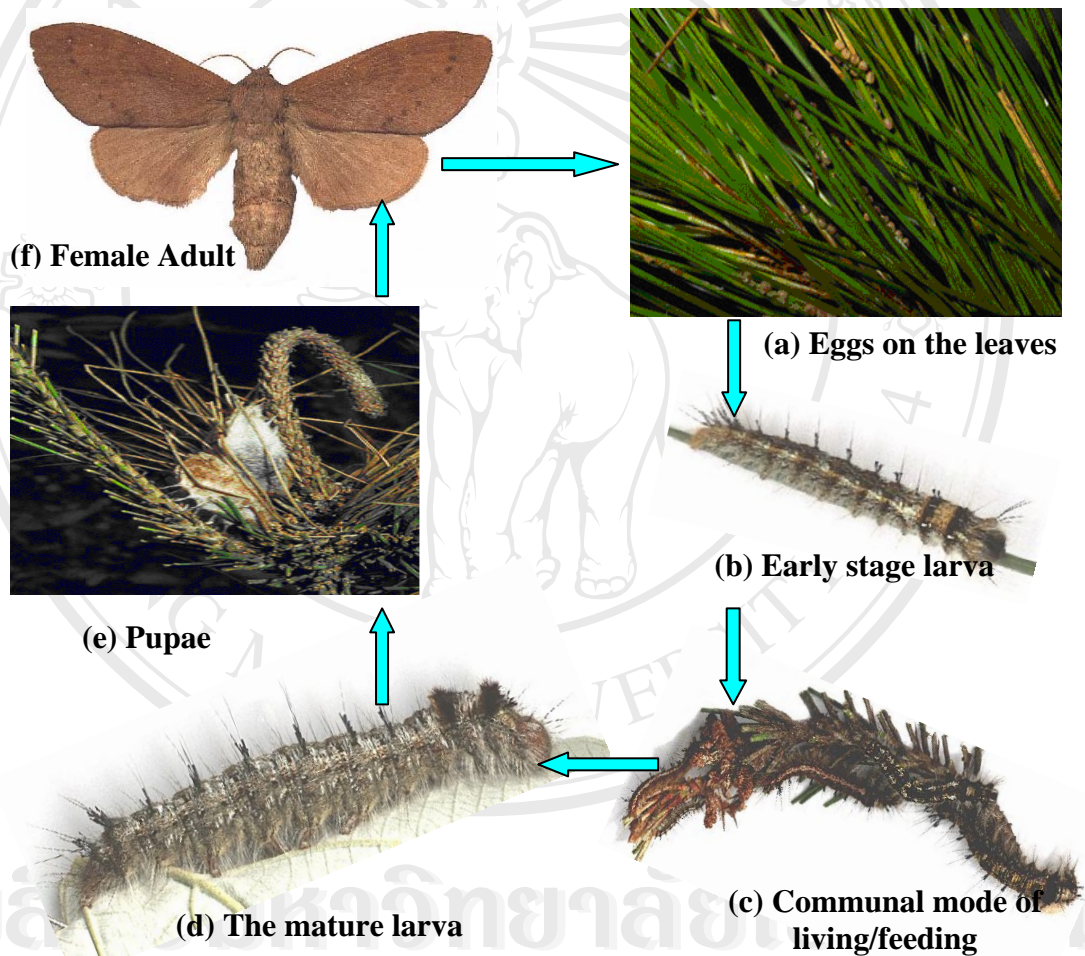 (f) Female Adult
(a) Eggs on the leaves
(b) Early stage larva
(e) Pupae
(d) The mature larva
(c) Communal mode of
living/feeding